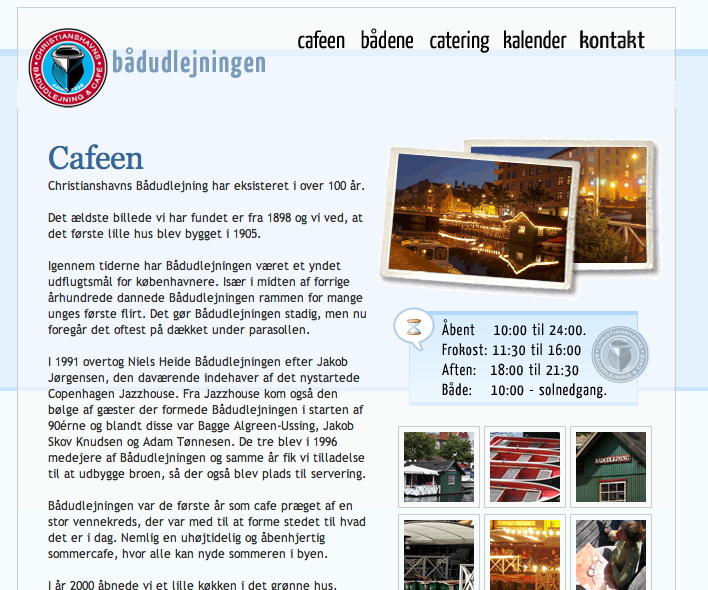 CHRISTIANSHAVNS
BÅDUDLEJNING & CAFÉ
bådudlejningen
cafeen bådene catering kalender kontakt
Cafeen
Christianshavns Bådudlejning har eksisteret i over 100 år.
Det ældste billede vi har fundet er fra 1898 og vi ved, at
det første lille hus blev bygget i 1905.
Igennem tiderne har Bådudlejningen været et yndet
udflugtsmål for københavnere. Især i midten af forrige
århundrede dannede Bådudlejningen rammen for mange
unges første flirt. Det gør Bådudlejningen stadig, men nu
foregår det oftest på dækket under parasollen.
I 1991 overtog Niels Heide Bådudlejningen efter Jakob
Jørgensen, den daværende indehaver af det nystartede
Copenhagen Jazzhouse. Fra Jazzhouse kom også den
bølge af gæster der formede Bådudlejningen i starten af
90érne og blandt disse var Bagge Algreen-Ussing, Jakob
Skov Knudsen og Adam Tønnesen. De tre blev i 1996
medejere af Bådudlejningen og samme år fik vi tilladelse
til at udbygge broen, så der også blev plads til servering.
Bådudlejningen var de første år som cafe præget af en
stor vennekreds, der var med til at forme stedet til hvad
det er i dag. Nemlig en uhøjtidelig og åbenhjertig
sommercafe, hvor alle kan nyde sommeren i byen.
I år 2000 åbnede vi et lille køkken i det grønne hus.
Åbent 10:00 til 24:00.
Frokost: 11:30 til 16:00
Aften: 18:00 til 21:30
Både: 10:00 - solnedgang.
CHRISTIANSHAVNS
BÅDUDLEJNING & CAFÉ
BÅDUDLEJNING